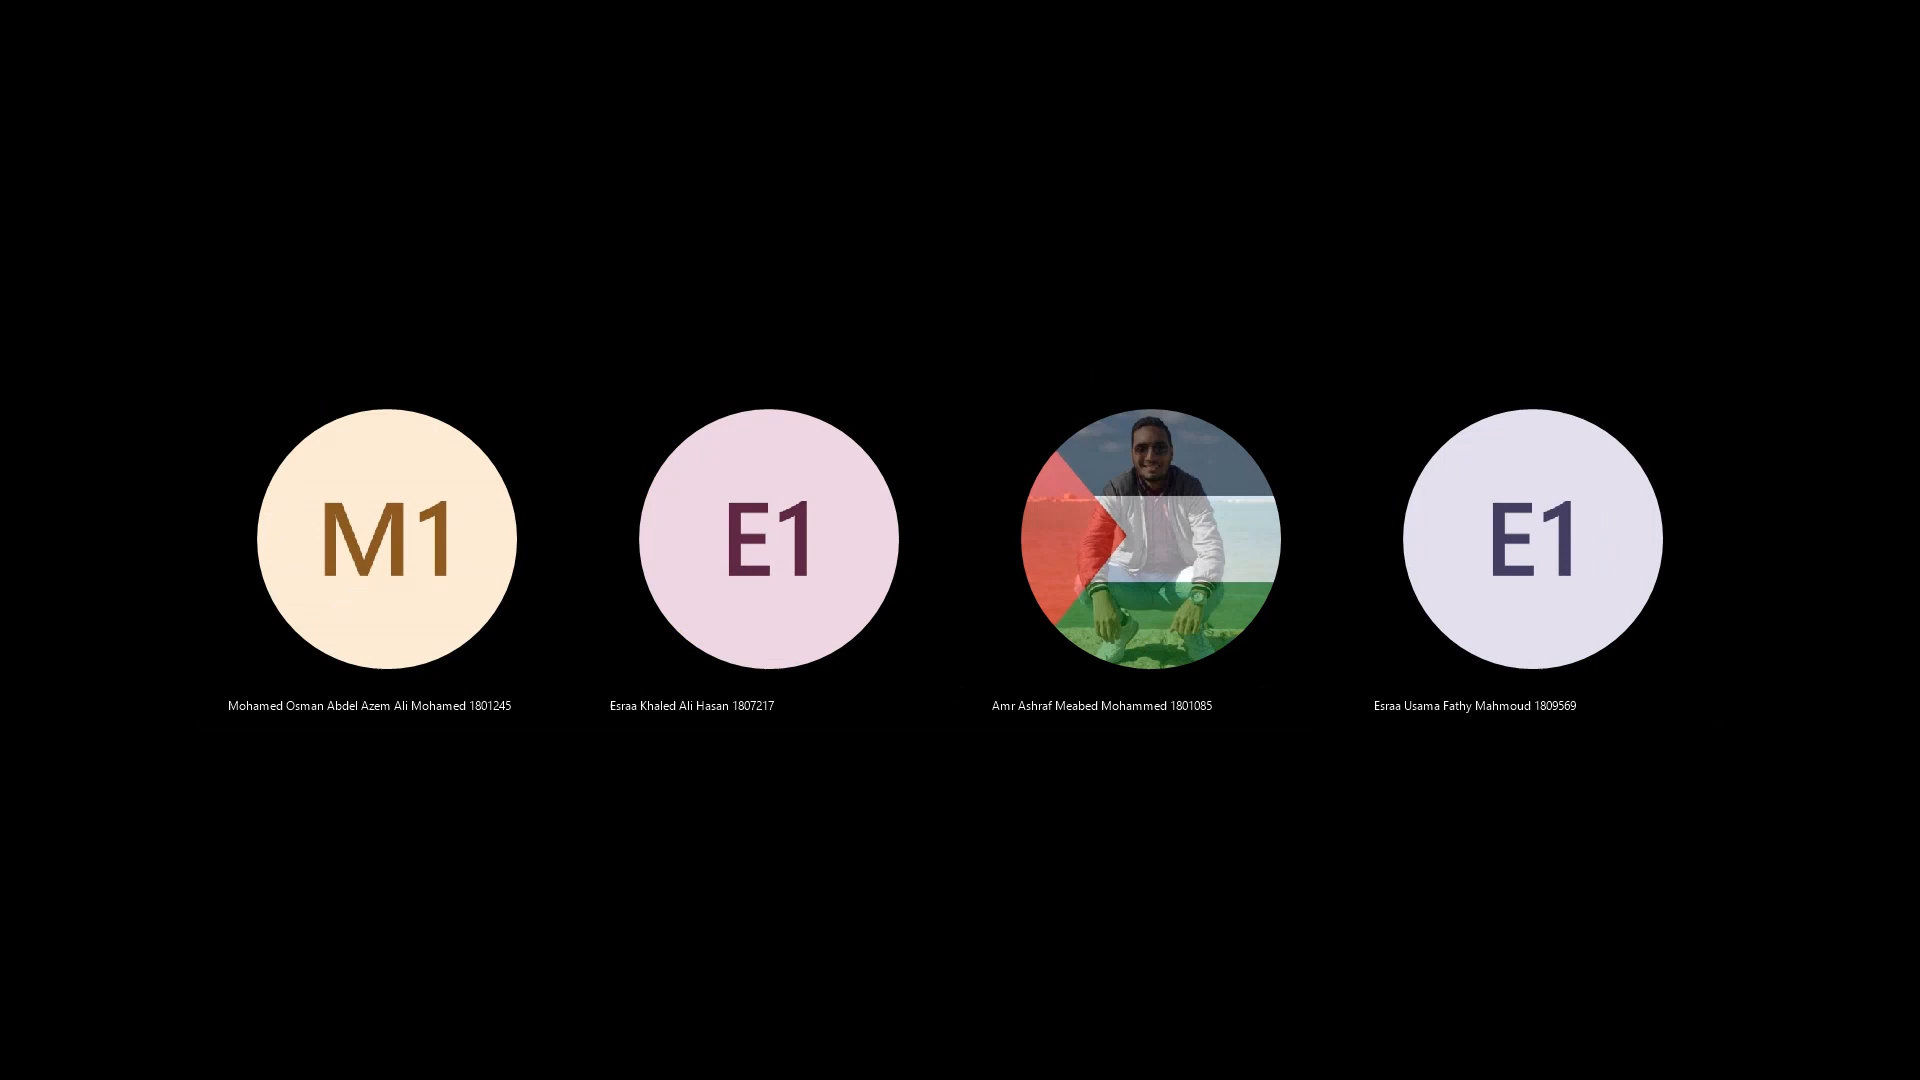 M1
E1
E1
Mohamed Osman Abdel Azem Ali Mohamed 1801245
Esraa Khaled Ali Hasan 1807217
Amr Ashraf Meabed Mohammed 1801085
Esraa Usama Fathy Mahmoud 1809569